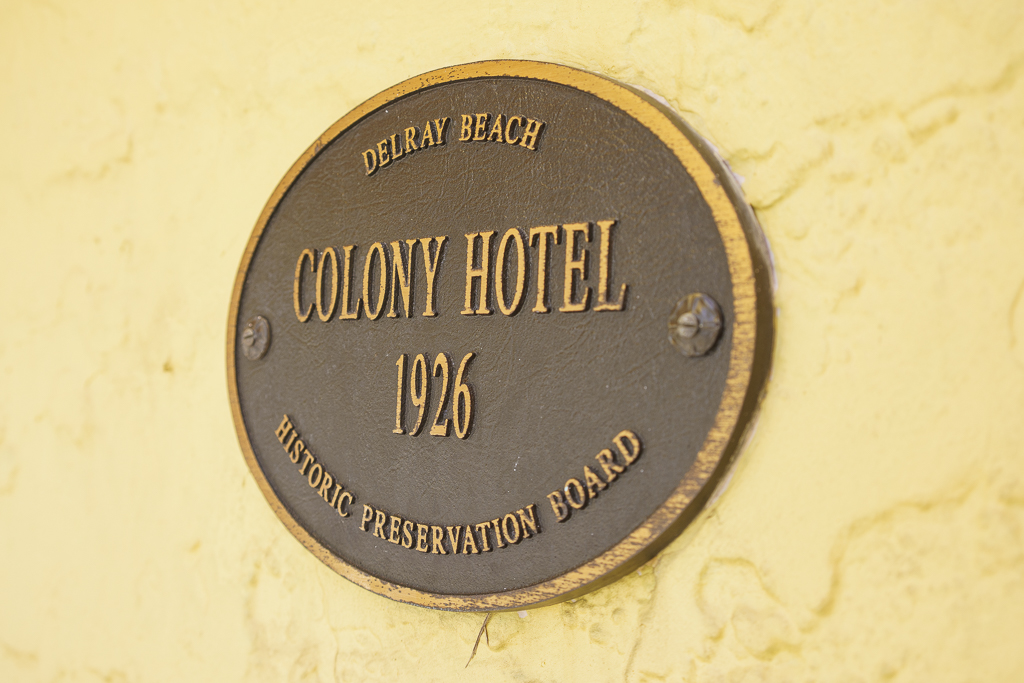 DELRAY BEACH
COLONY HOTEL
1926
HISTORIC PRESERVATION BOARD